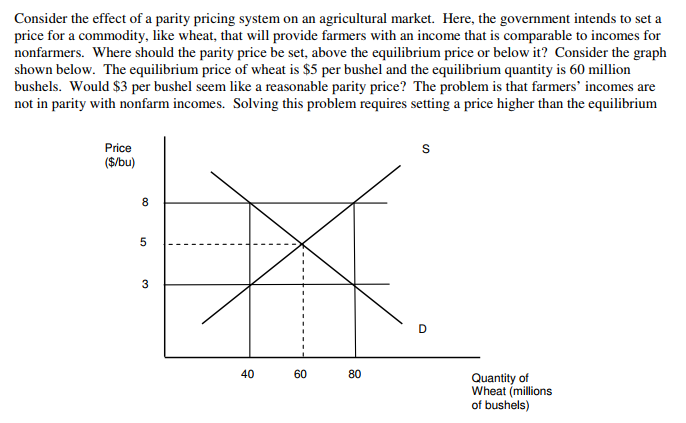 Consider the effect of a parity pricing system on an agricultural market.  Here, the government intends to set a
price for a commodity, like wheat, that will provide farmers with an income that is comparable to incomes for
nonfarmers.  Where should the parity price be set, above the equilibrium price or below it?  Consider the graph
shown below.  The equilibrium price of wheat is $5 per bushel and the equilibrium quantity is 60 million
bushels.  Would $3 per bushel seem like a reasonable parity price?  The problem is that farmers' incomes are
not in parity with nonfarm incomes.  Solving this problem requires setting a price higher than the equilibrium
Price
($/bu)
S
8
5
3
D
40 60 80
Quantity of
Wheat (millions
of bushels)